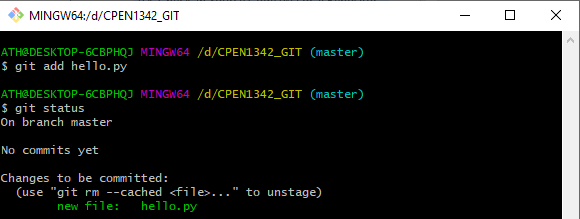 MINGW64:/d/CPEN1342_GIT
ATH@DESKTOP-6CBPHQJ MINGW64 /d/CPEN1342_GIT (master)
$ git add hello.py
ATH@DESKTOP-6CBPHQJ MINGW64 /d/CPEN1342_GIT (master)
$ git status
On branch master
No commits yet
Changes to be committed:
  (use "git rm --cached <file>..." to unstage)
        new file:   hello.py